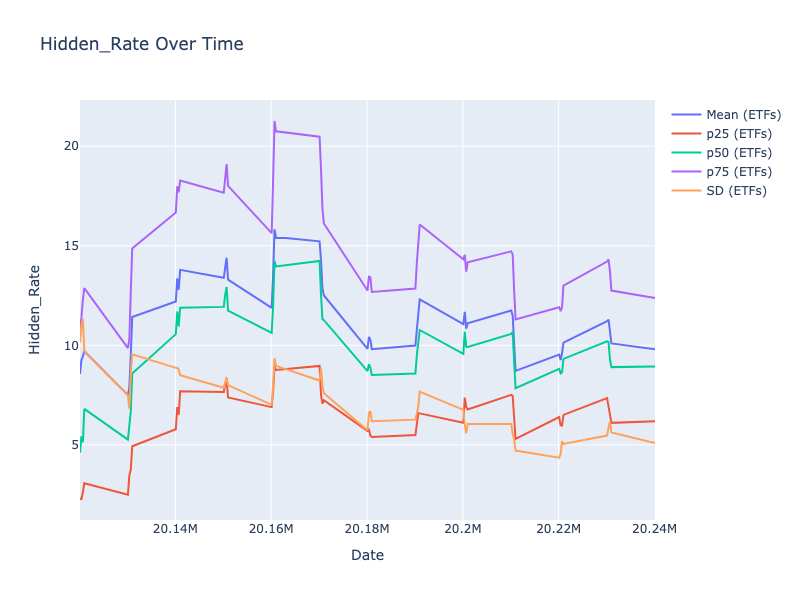 Hidden_Rate Over Time
Mean (ETFs)
p25 (ETFs)
p50 (ETFs)
p75 (ETFs)
SD (ETFs)
Hidden_Rate
20
15
10
5
20.14M
20.16M
20.18M
20.2M
20.22M
20.24M
Date